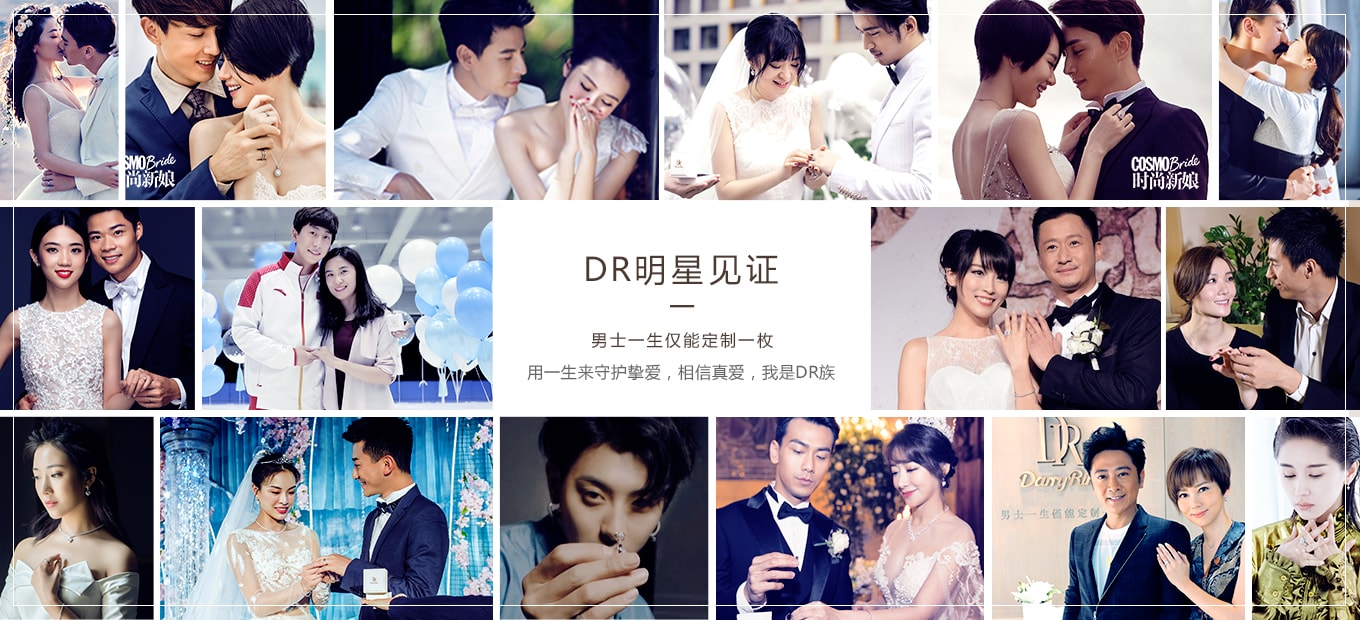 COSMOBride
时尚新娘
COSMOBride
时尚新娘
DR明星见证
男士一生仅能定制一枚
用一生来守护挚爱，相信真爱，我是DR族
DR
Darry Rin
男士一生僅能定制